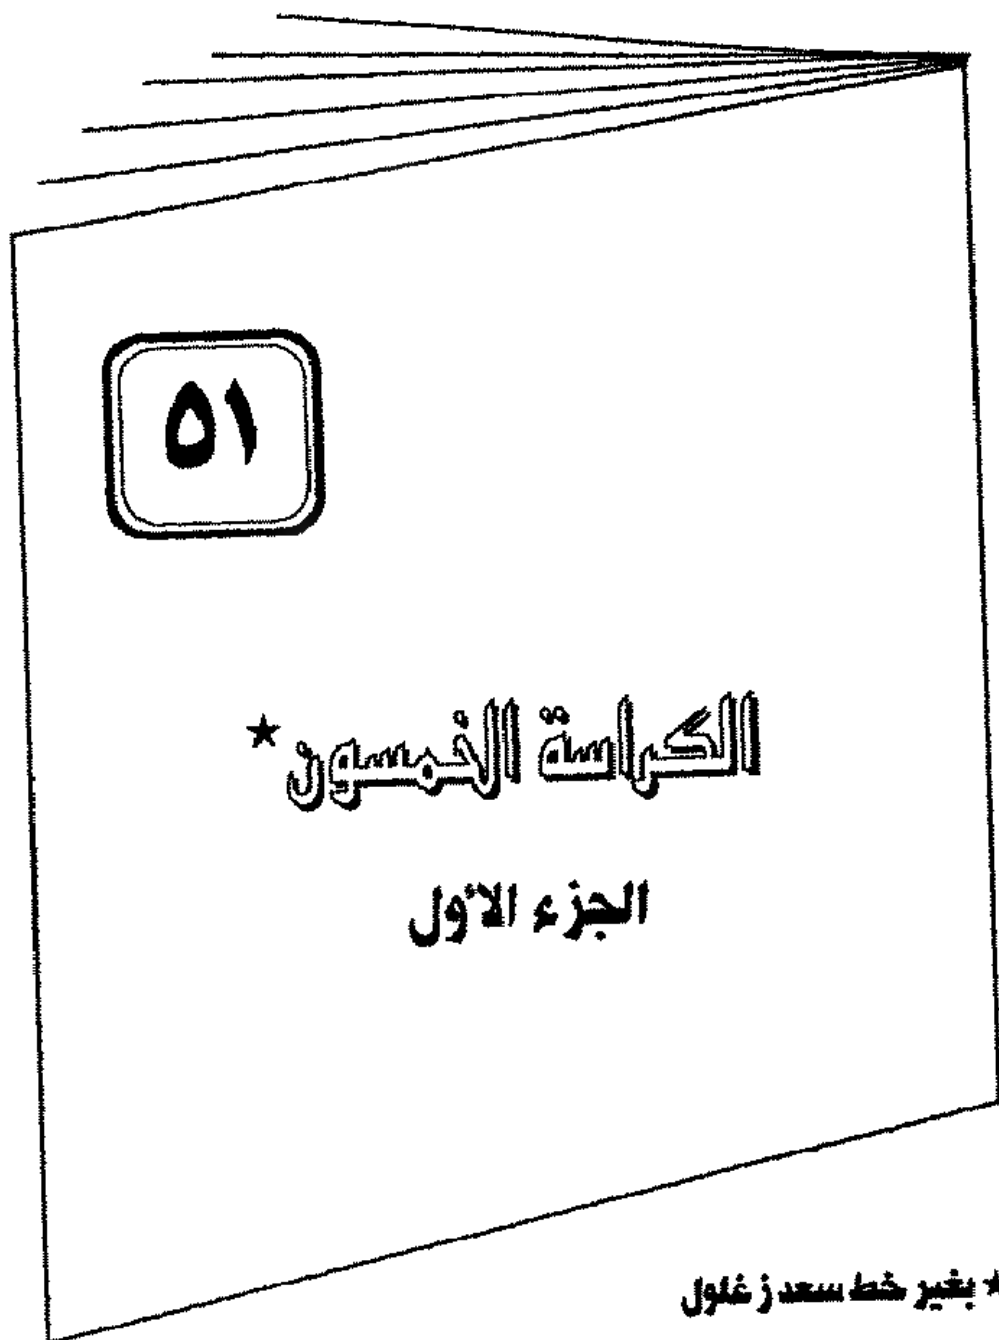 ٥١
الكراسة الخمسون*
الجزء الأول
* بغير خط سعد زغلول